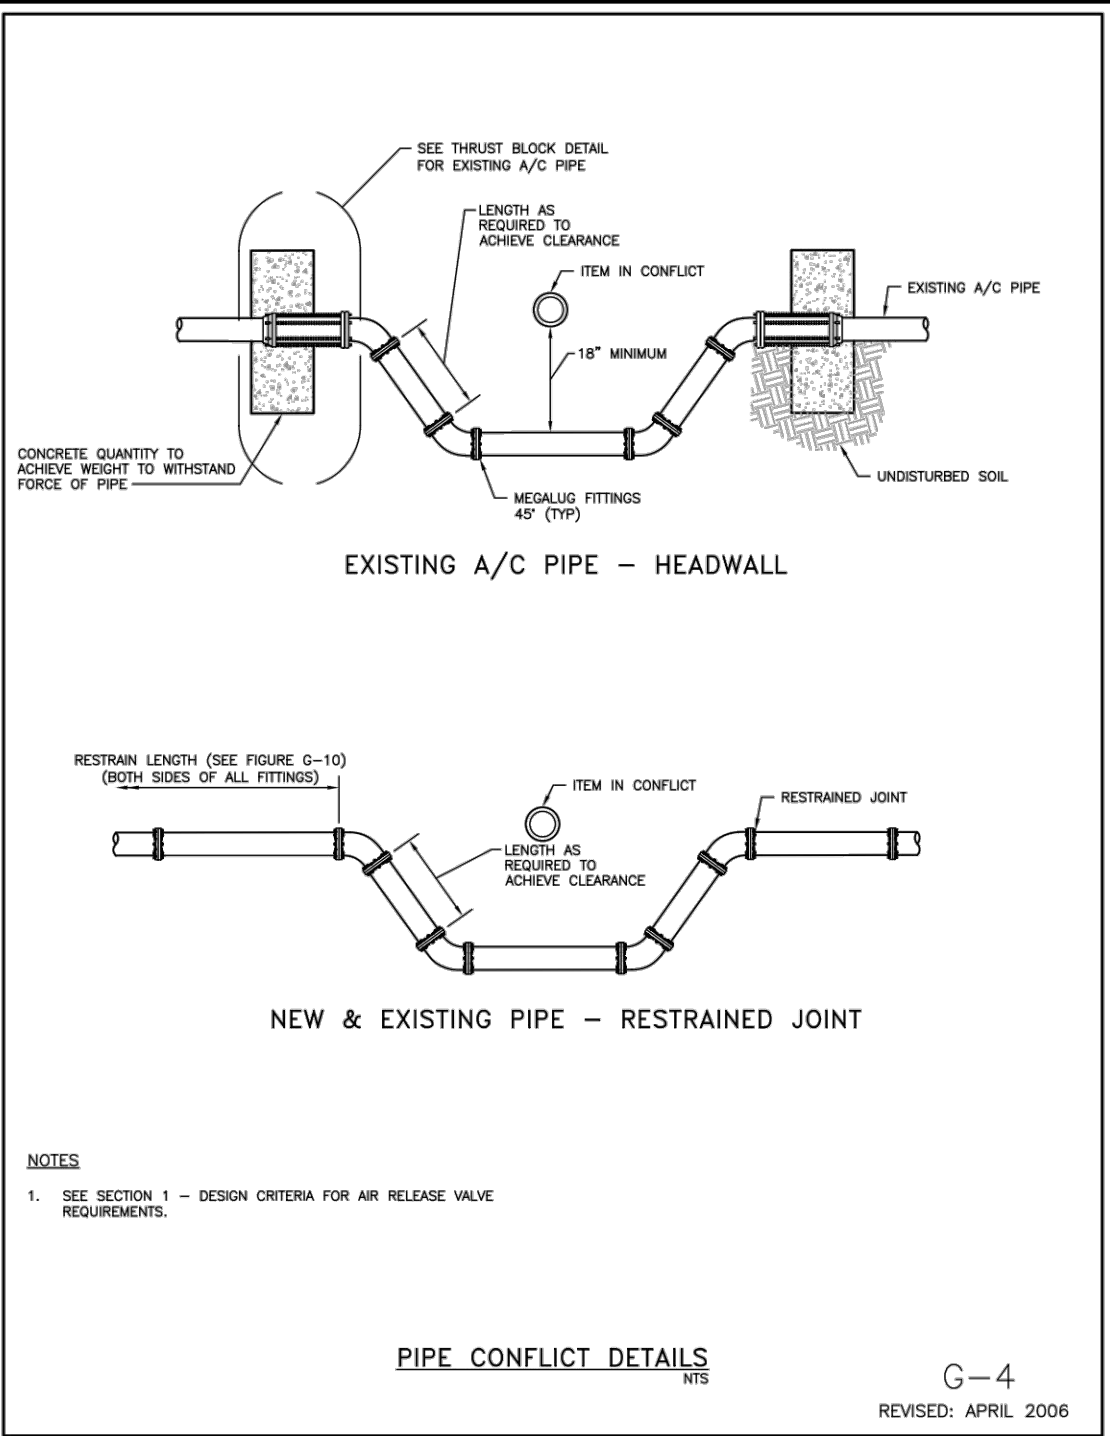 SEE THRUST BLOCK DETAIL
FOR EXISTING A/C PIPE
LENGTH AS
REQUIRED TO
ACHIEVE CLEARANCE
ITEM IN CONFLICT
EXISTING A/C PIPE
18" MINIMUM
CONCRETE QUANTITY TO
ACHIEVE WEIGHT TO WITHSTAND
FORCE OF PIPE
UNDISTURBED SOIL
MEGALUG FITTINGS
45° (TYP)
EXISTING A/C PIPE – HEADWALL
RESTRAIN LENGTH (SEE FIGURE G–10)
(BOTH SIDES OF ALL FITTINGS)
ITEM IN CONFLICT
RESTRAINED JOINT
LENGTH AS
REQUIRED TO
ACHIEVE CLEARANCE
NEW & EXISTING PIPE – RESTRAINED JOINT
NOTES
1. SEE SECTION 1 – DESIGN CRITERIA FOR AIR RELEASE VALVE
REQUIREMENTS.
PIPE CONFLICT DETAILS
NTS
G–4
REVISED: APRIL 2006